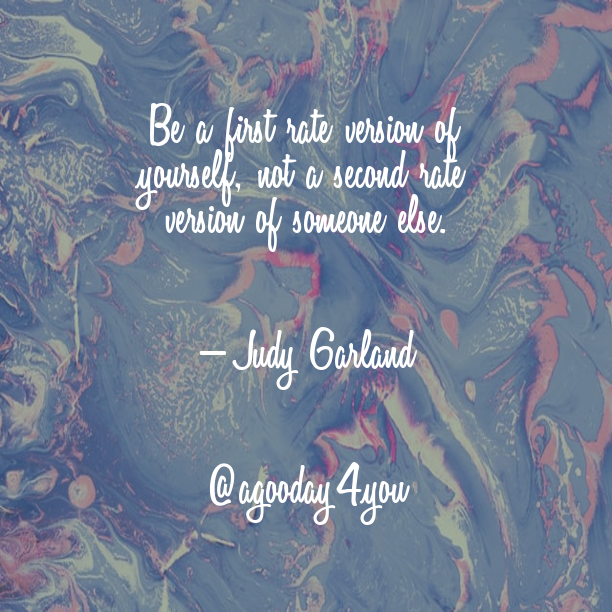 Be a first rate version of
yourself, not a second rate
version of someone else.
— Judy Garland
@agooday4you